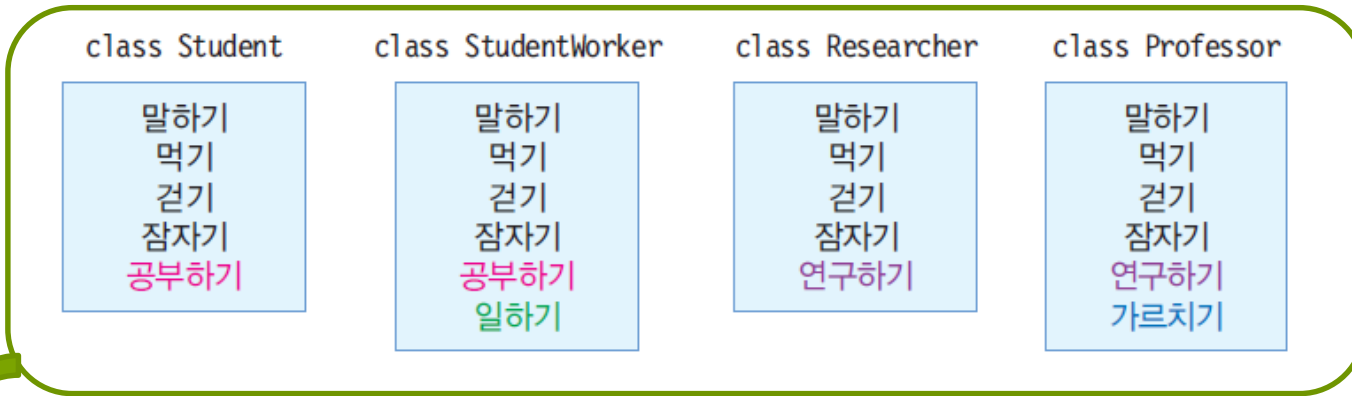 class Student
말하기
먹기
걷기
잠자기
공부하기
class StudentWorker
말하기
먹기
걷기
잠자기
공부하기
일하기
class Researcher
말하기
먹기
걷기
잠자기
연구하기
class Professor
말하기
먹기
걷기
잠자기
연구하기
가르치기